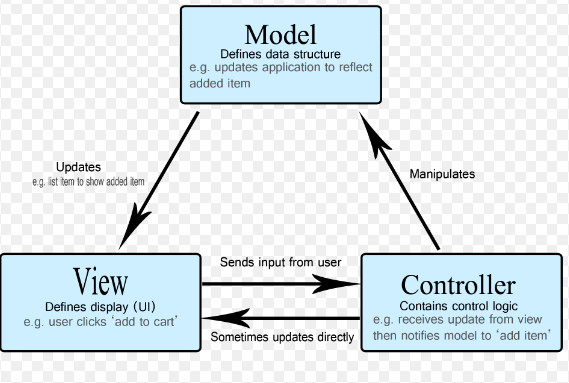 Model
Defines data structure
e.g. updates application to reflect
added item
Updates
e.g. list item to show added item
Manipulates
Sends input from user
View
Defines display (UI)
e.g. user clicks ‘add to cart’
Controller
Contains control logic
e.g. receives update from view
then notifies model to ‘add item’
Sometimes updates directly